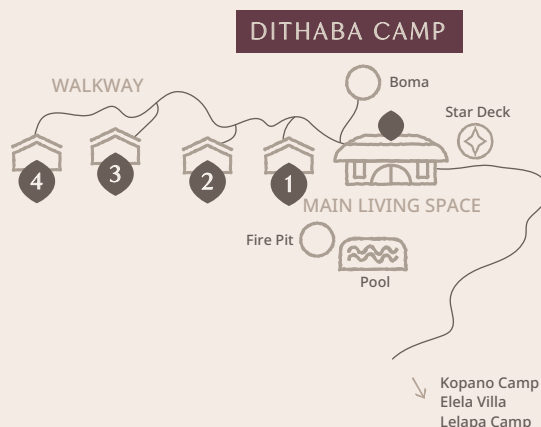 DITHABA CAMP
WALKWAY
Boma
Star Deck
4
3
2
1
MAIN LIVING SPACE
Fire Pit
Pool
Kopano Camp
Elela Villa
Lelapa Camp